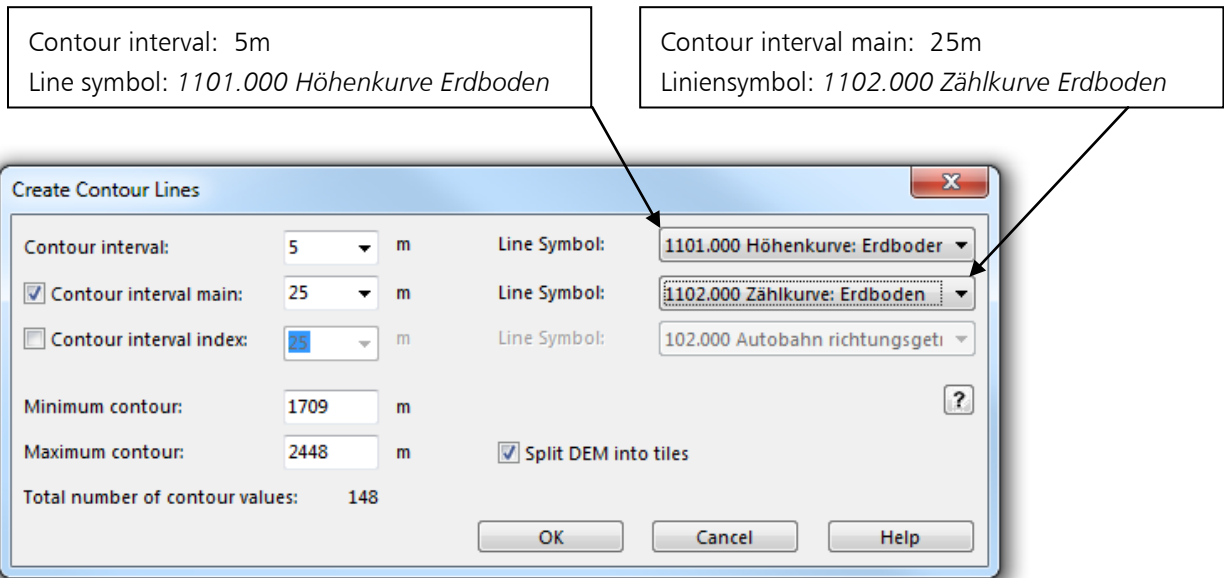 Contour interval: 5m
Line symbol: 1101.000 Höhenkurve Erdboden
Contour interval main: 25m
Liniensymbol: 1102.000 Zählkurve Erdboden
Create Contour Lines
Contour interval: 5 m Line Symbol: 1101.000 Höhenkurve: Erdboder
Contour interval main: 25 m Line Symbol: 1102.000 Zählkurve: Erdboden
Contour interval index: 25 m Line Symbol: 102.000 Autobahn richtungsgetr
Minimum contour: 1709 m ?
Maximum contour: 2448 m Split DEM into tiles
Total number of contour values: 148
OK Cancel Help